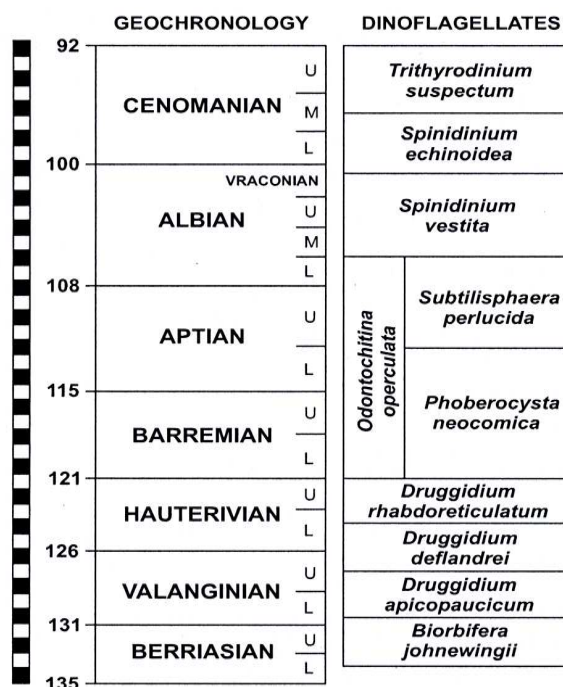 GEOCHRONOLOGY
DINOFLAGELLATES
92
CENOMANIAN
U
M
L
100
VRACONIAN
ALBIAN
U
M
L
108
APTIAN
U
L
115
BARREMIAN
U
L
121
HAUTERIVIAN
U
L
126
VALANGINIAN
U
L
131
BERRIASIAN
U
L
135
Trithyrodinium
suspectum
Spinidinium
echinoidea
Spinidinium
vestita
Odontochitina
operculata
Subtilisphaera
perlucida
Phoberocysta
neocomica
Druggidium
rhabdoreticulatum
Druggidium
deflandrei
Druggidium
apicopaucicum
Biorbifera
johnewingii